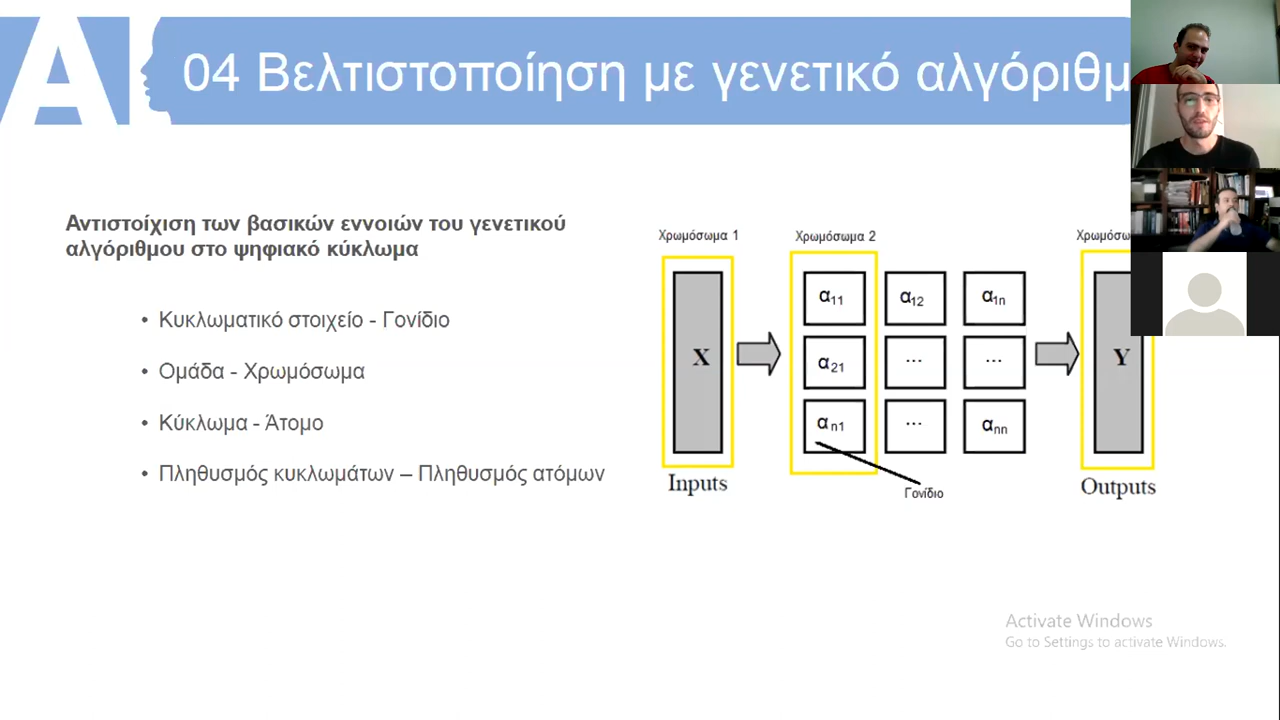 AI
04 Βελτιστοποίηση με γενετικό αλγόριθμ
Αντιστοίχιση των βασικών εννοιών του γενετικού
αλγόριθμου στο ψηφιακό κύκλωμα
• Κυκλωματικό στοιχείο - Γονίδιο
• Ομάδα - Χρωμόσωμα
• Κύκλωμα - Άτομο
• Πληθυσμός κυκλωμάτων – Πληθυσμός ατόμων
Χρωμόσωμα 1
Χρωμόσωμα 2
Χρωμόσω
X
α11
α12
α1n
α21
...
...
αn1
...
αnn
Y
Inputs
Γονίδιο
Outputs
Activate Windows
Go to Settings to activate Windows.